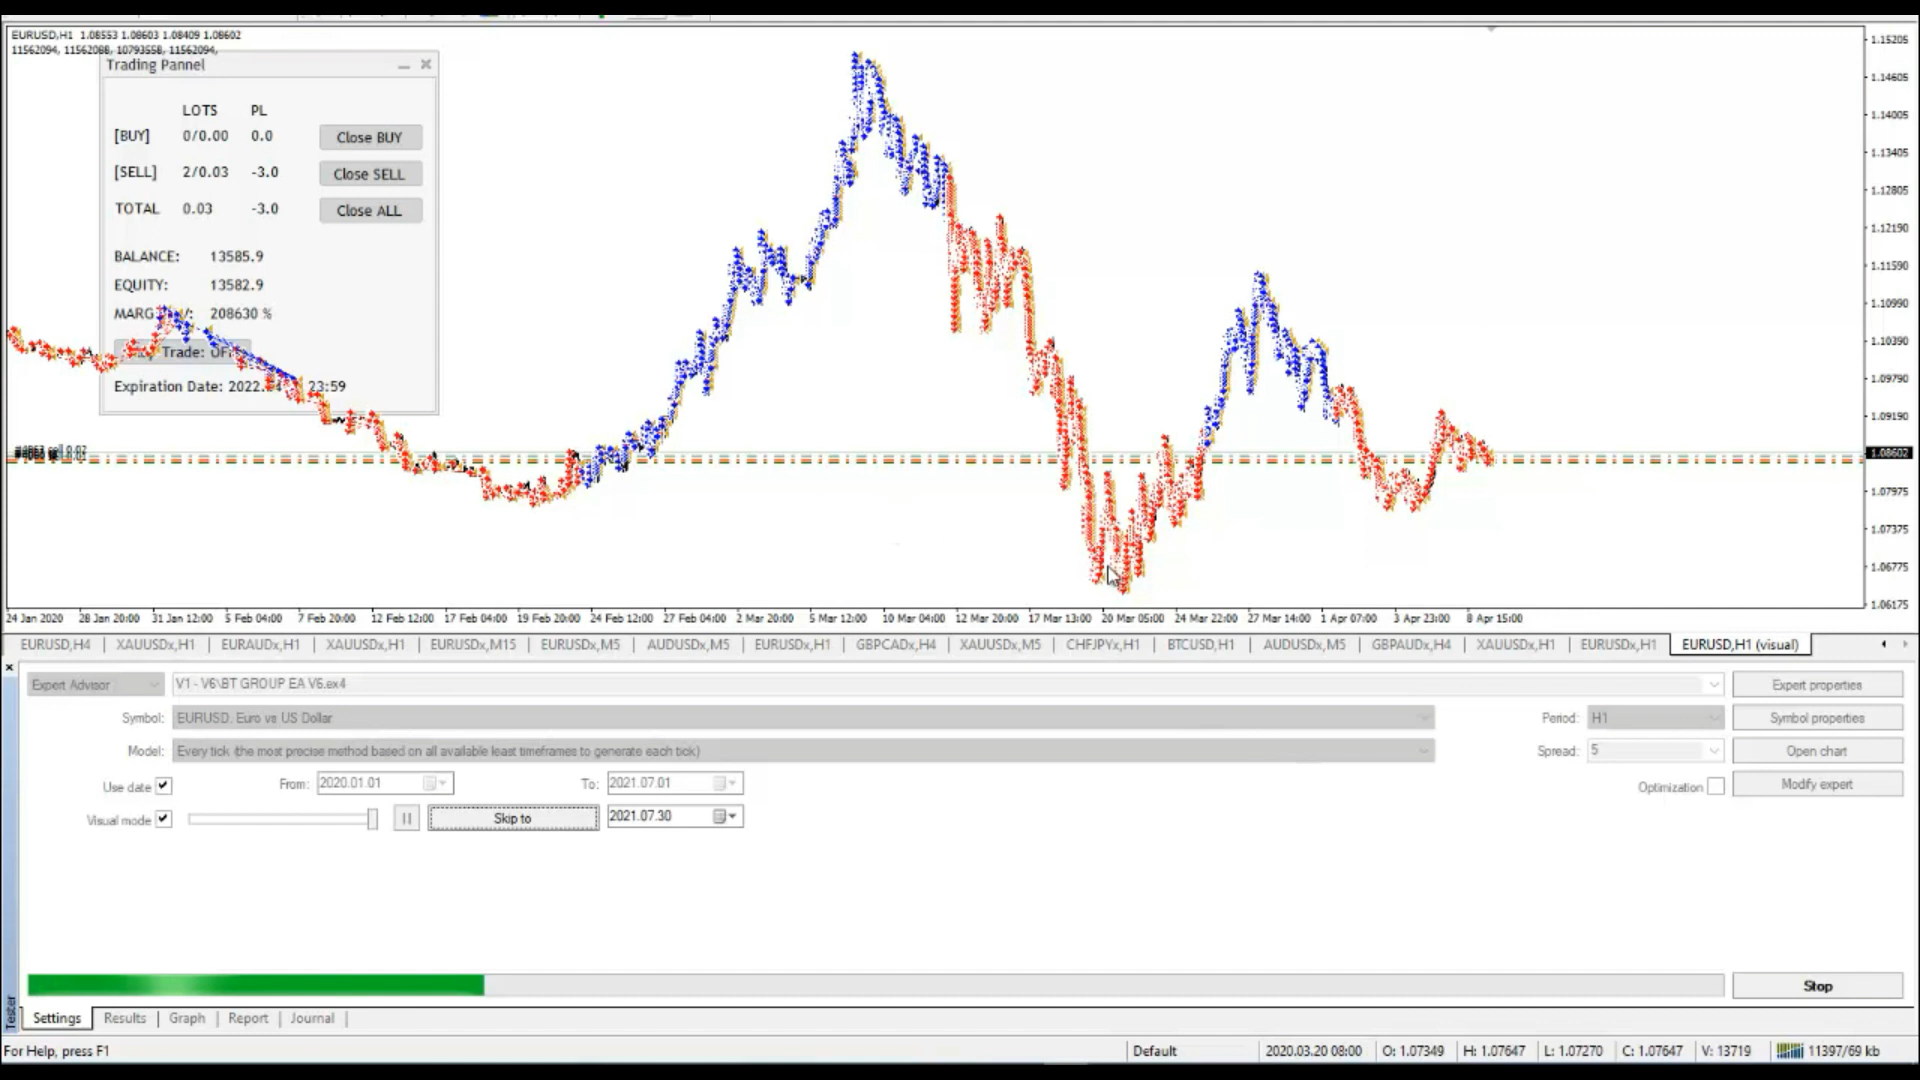 EURUSD,H1 1.08553 1.08603 1.08409 1.08602
11562094, 11562088, 10793558, 11562094,
Trading Pannel
LOTS PL
[BUY] 0/0.00 0.0 Close BUY
[SELL] 2/0.03 -3.0 Close SELL
TOTAL 0.03 -3.0 Close ALL
BALANCE: 13585.9
EQUITY: 13582.9
208630 %
Trade:
Expiration Date: 2022. 23:59
1.15205
1.14605
1.14005
1.13405
1.12805
1.12190
1.11590
1.10990
1.10390
1.09790
1.09190
1.08602
1.07975
1.07375
1.06775
1.06175
24 Jan 2020 28 Jan 20:00 31 Jan 12:00 5 Feb 04:00 7 Feb 20:00 12 Feb 12:00 17 Feb 04:00 19 Feb 20:00 24 Feb 12:00 27 Feb 04:00 2 Mar 20:00 5 Mar 12:00 10 Mar 04:00 12 Mar 20:00 17 Mar 13:00 20 Mar 05:00 24 Mar 22:00 27 Mar 14:00 1 Apr 07:00 3 Apr 23:00 8 Apr 15:00
EURUSD,H4 XAUUSDx,H1 EURAUDx,H1 XAUUSDx,H1 EURUSDx,M15 EURUSDx,M5 AUDUSDx,M5 EURUSDx,H1 GBPCADx,H4 XAUUSDx,M5 CHFJPYx,H1 BTCUSD,H1 AUDUSDx,M5 GBPAUDx,H4 XAUUSDx,H1 EURUSDx,H1 EURUSD,H1 (visual)
Expert Advisor V1 - V6\BT GROUP EA V6.ex4 Expert properties
Symbol: EURUSD. Euro vs US Dollar Period: H1 Symbol properties
Model: Every tick (the most precise method based on all available least timeframes to generate each tick) Spread: 5 Open chart
Use date From: 2020.01.01 To: 2021.07.01 Optimization Modify expert
Visual mode Skip to 2021.07.30
Stop
Tester
Settings Results Graph Report Journal
For Help, press F1 Default 2020.03.20 08:00 O: 1.07349 H: 1.07647 L: 1.07270 C: 1.07647 V: 13719 11397/69 kb